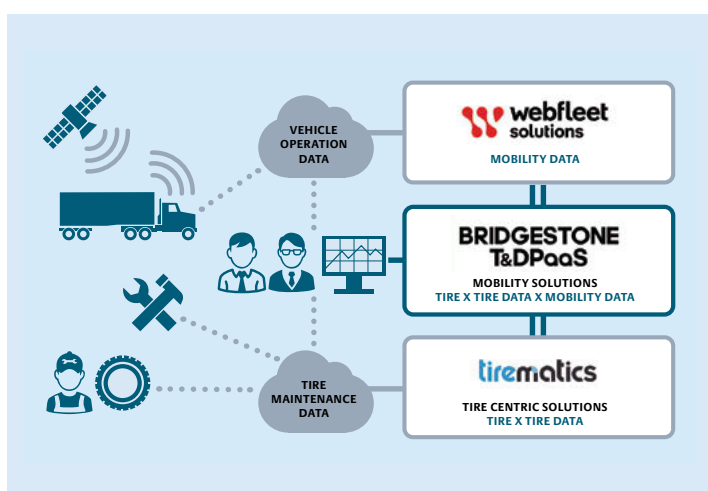 VEHICLE
OPERATION
DATA
webfleet
solutions
MOBILITY DATA
BRIDGESTONE
T&DPaaS
MOBILITY SOLUTIONS
TIRE X TIRE DATA X MOBILITY DATA
TIRE
MAINTENANCE
DATA
tirematics
TIRE CENTRIC SOLUTIONS
TIRE X TIRE DATA